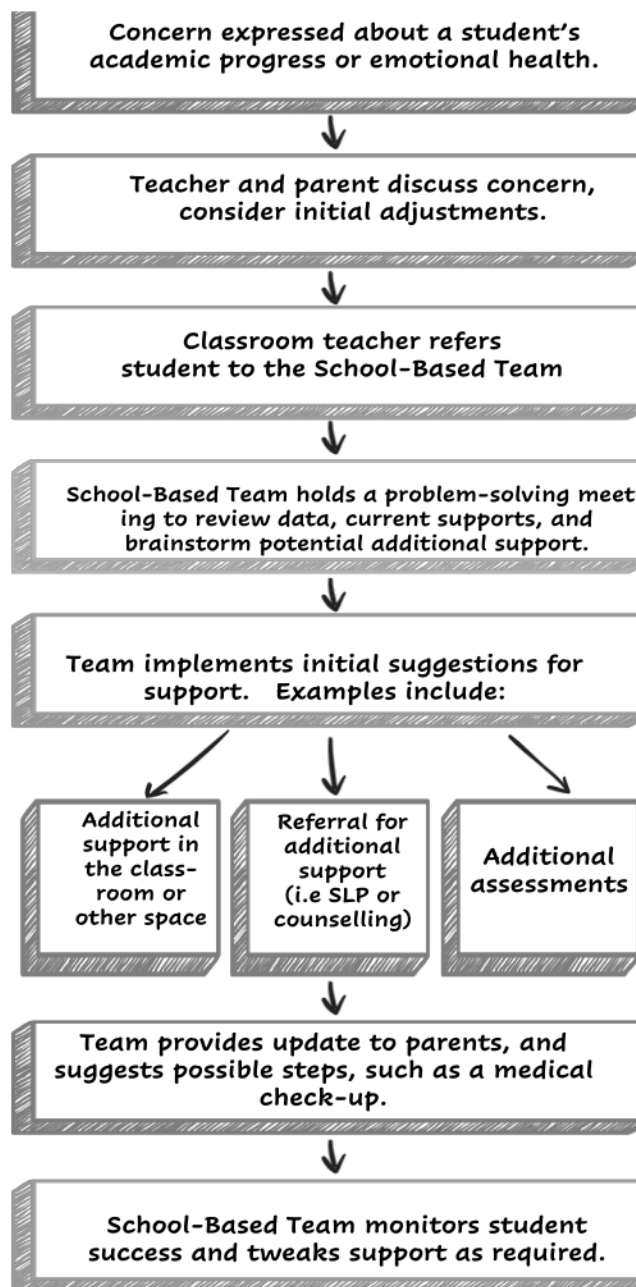 Concern expressed about a student's
academic progress or emotional health.
Teacher and parent discuss concern,
consider initial adjustments.
Classroom teacher refers
student to the School-Based Team
School-Based Team holds a problem-solving meet-
ing to review data, current supports, and
brainstorm potential additional support.
Team implements initial suggestions for
support. Examples include:
Additional
support in
the class-
room or
other space
Referral for
additional
support
(i.e SLP or
counselling)
Additional
assessments
Team provides update to parents, and
suggests possible steps, such as a medical
check-up.
School-Based Team monitors student
success and tweaks support as required.